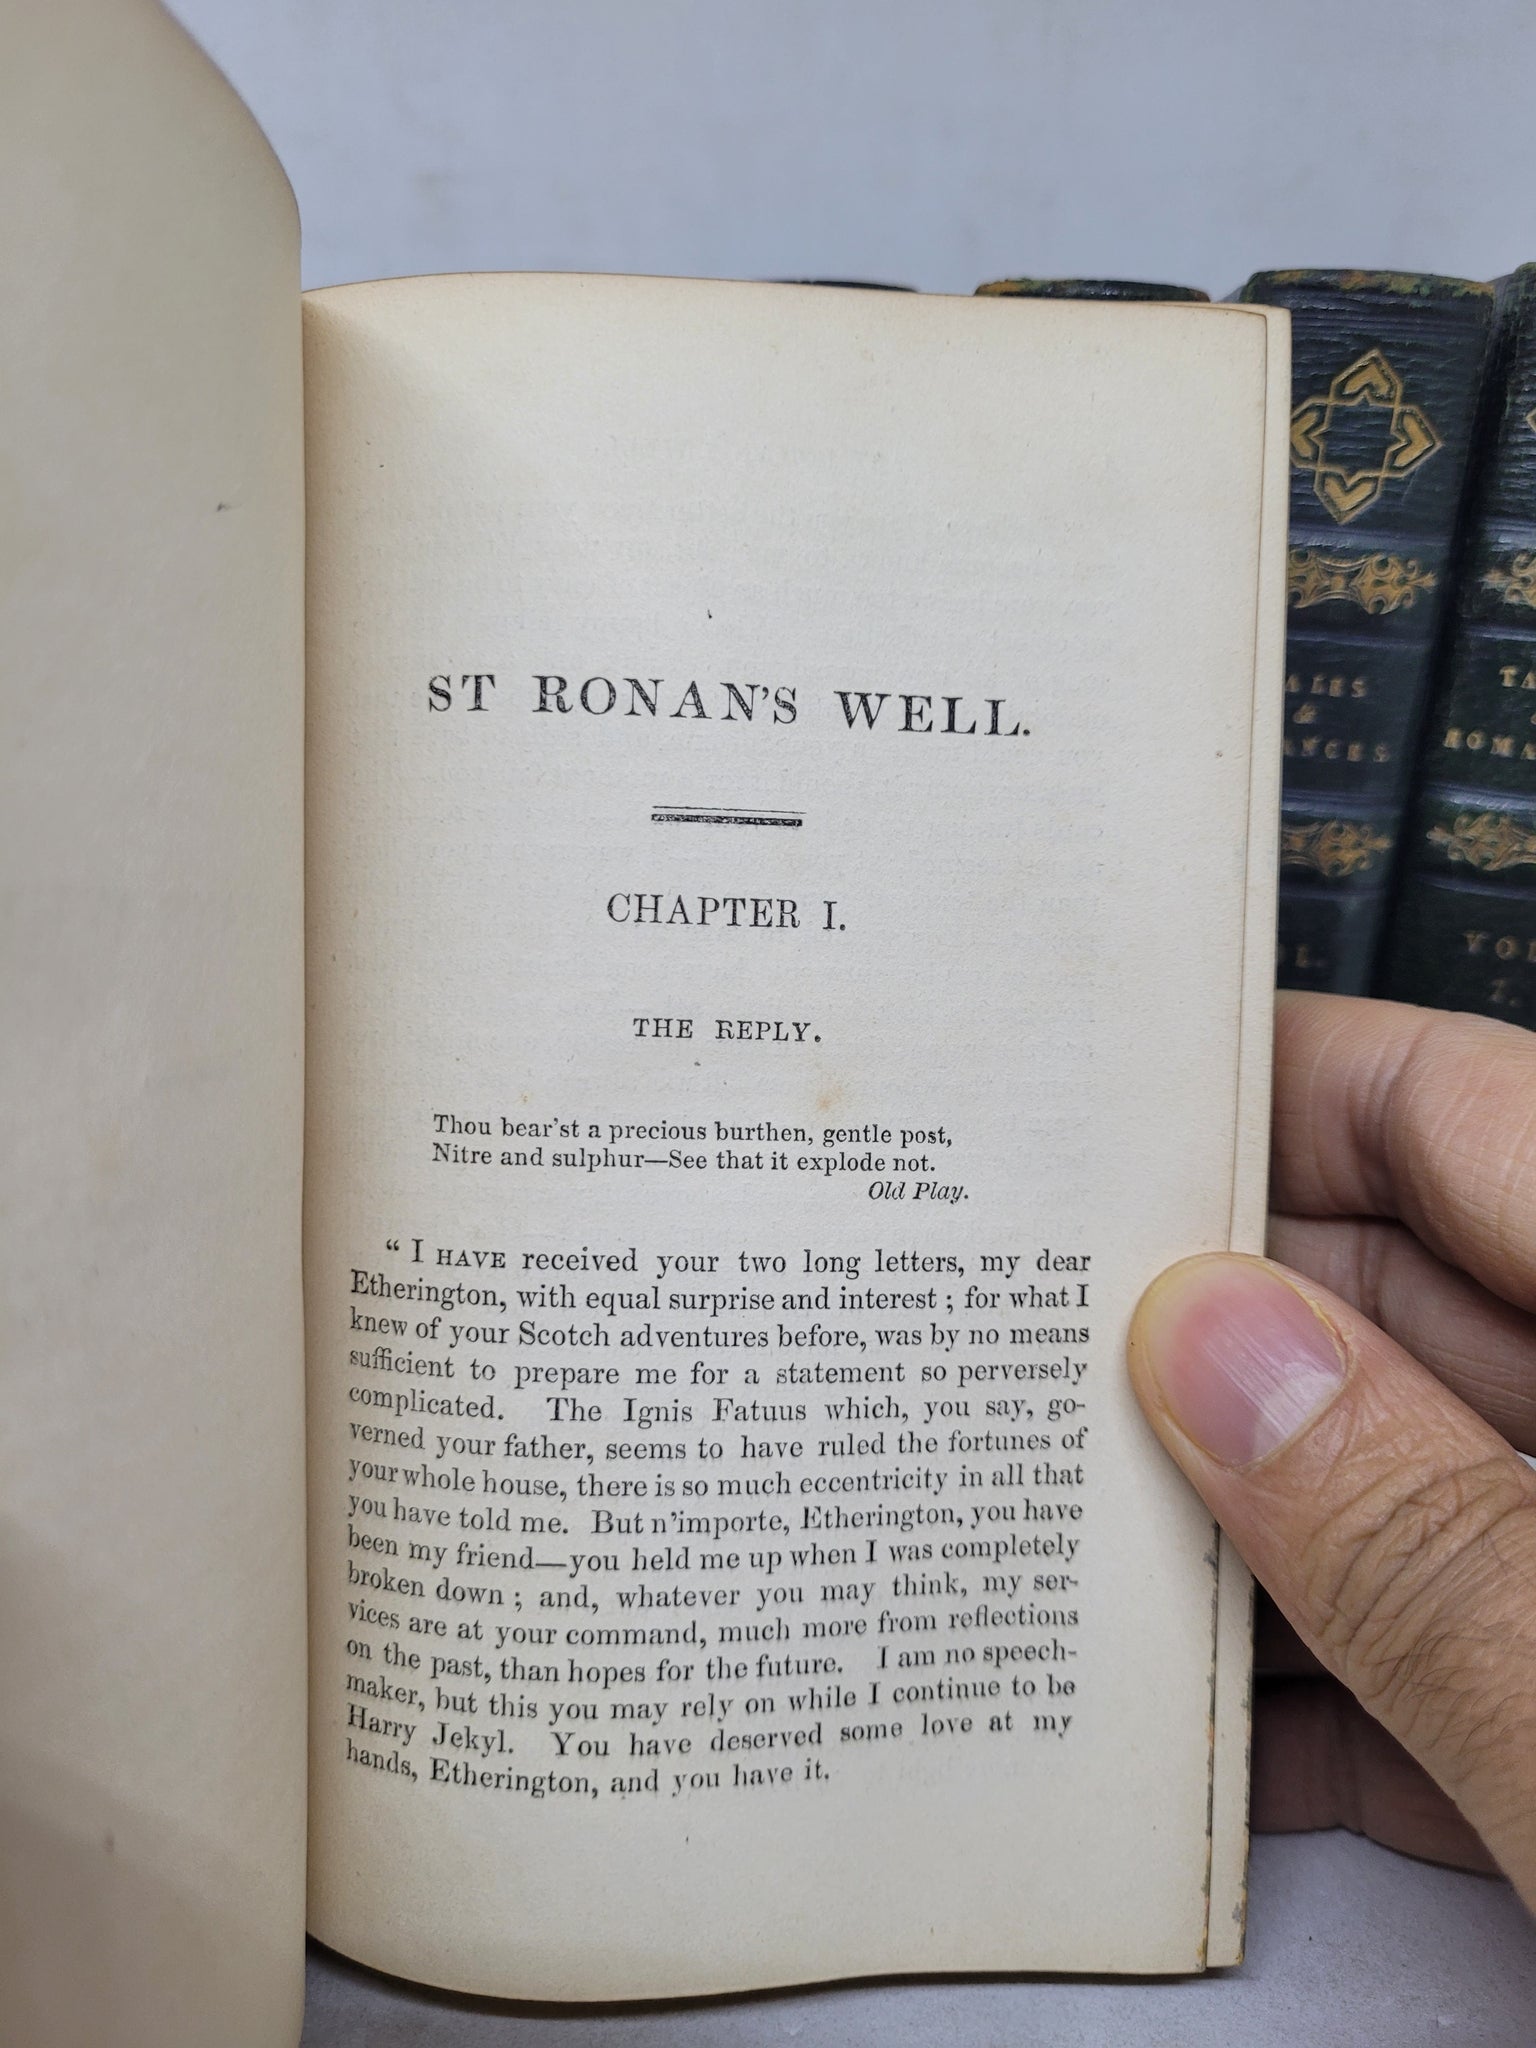 ST RONAN'S WELL.
CHAPTER I.
THE REPLY.
Thou bear'st a precious burthen, gentle post,
Nitre and sulphur—See that it explode not.
Old Play.
“ I HAVE received your two long letters, my dear
Etherington, with equal surprise and interest ; for what I
knew of your Scotch adventures before, was by no means
sufficient to prepare me for a statement so perversely
complicated. The Ignis Fatuus which, you say, go-
verned your father, seems to have ruled the fortunes of
your whole house, there is so much eccentricity in all that
you have told me. But n'importe, Etherington, you have
been my friend—you held me up when I was completely
broken down ; and, whatever you may think, my ser-
vices are at your command, much more from reflections
on the past, than hopes for the future. I am no speech-
maker, but this you may rely on while I continue to be
Harry Jekyl. You have deserved some love at my
hands, Etherington, and you have it.
&